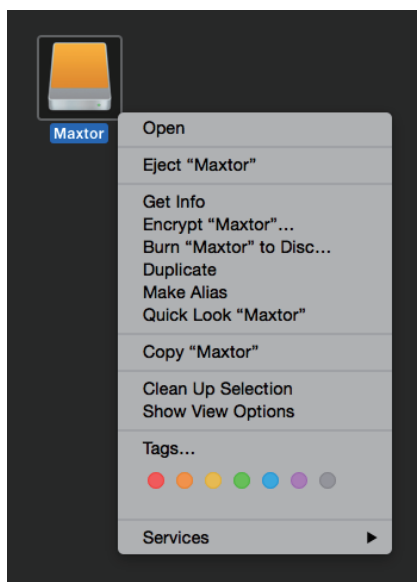 Maxtor
Open
Eject “Maxtor”
Get Info
Encrypt “Maxtor”...
Burn “Maxtor” to Disc...
Duplicate
Make Alias
Quick Look “Maxtor”
Copy “Maxtor”
Clean Up Selection
Show View Options
Tags...
Services